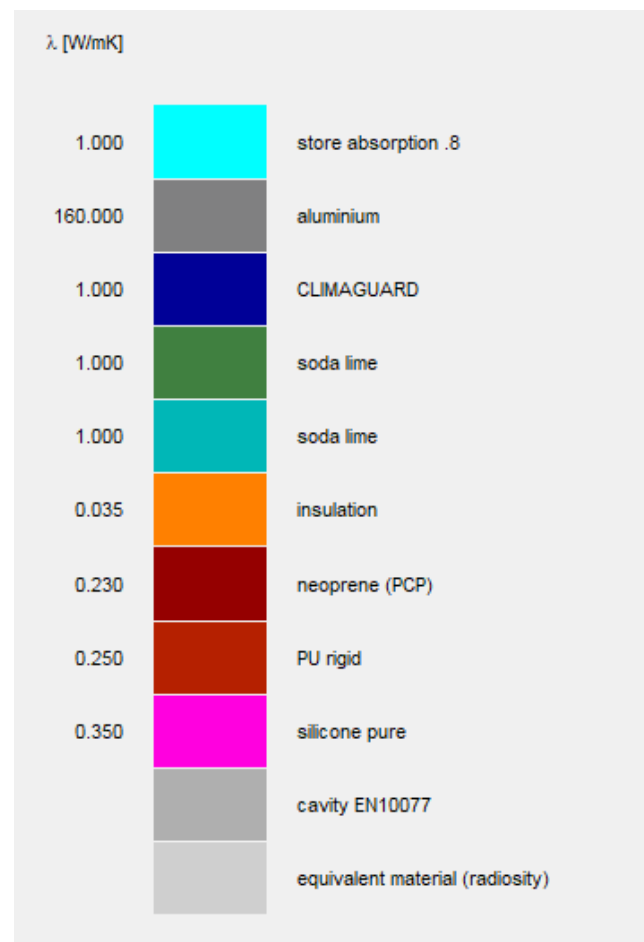 λ [W/mK]
1.000 store absorption .8
160.000 aluminium
1.000 CLIMAGUARD
1.000 soda lime
1.000 soda lime
0.035 insulation
0.230 neoprene (PCP)
0.250 PU rigid
0.350 silicone pure
cavity EN10077
equivalent material (radiosity)